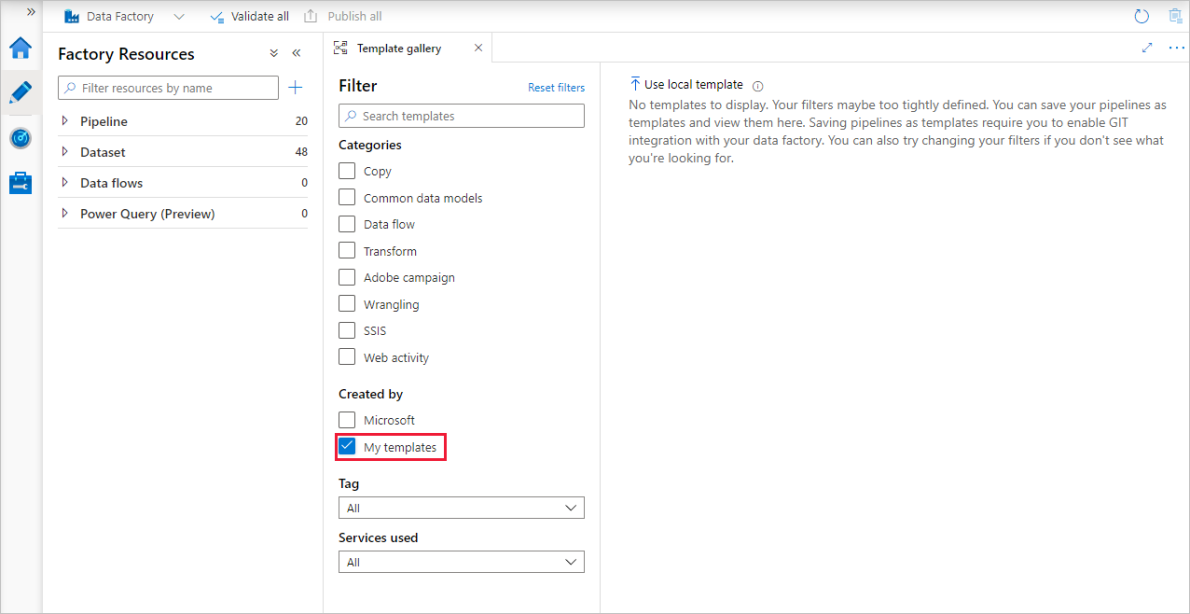 Data Factory
Validate all
Publish all
Factory Resources
Filter resources by name
Pipeline 20
Dataset 48
Data flows 0
Power Query (Preview) 0
Template gallery
Filter
Reset filters
Search templates
Categories
Copy
Common data models
Data flow
Transform
Adobe campaign
Wrangling
SSIS
Web activity
Created by
Microsoft
My templates
Tag
All
Services used
All
Use local template
No templates to display. Your filters maybe too tightly defined. You can save your pipelines as
templates and view them here. Saving pipelines as templates require you to enable GIT
integration with your data factory. You can also try changing your filters if you don't see what
you're looking for.